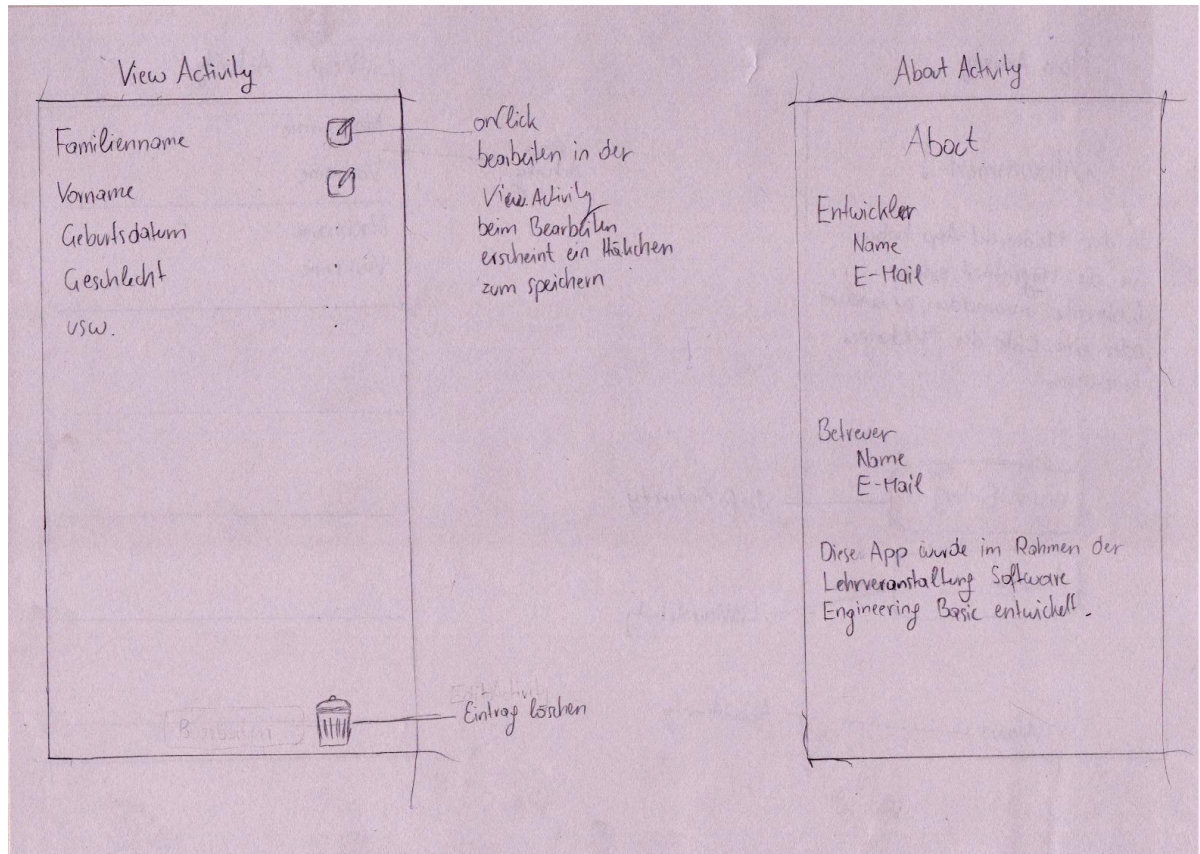 View Activity
Familienname
Vorname
Geburtsdatum
Geschlecht
usw.
onClick
bearbeiten in der
View Activity
beim Bearbeiten
erscheint ein Häkchen
zum speichern
Eintrag löschen
About Activity
About
Entwickler
Name
E-Mail
Betreuer
Name
E-Mail
Diese App wurde im Rahmen der
Lehrveranstaltung Software
Engineering Basic entwickelt.